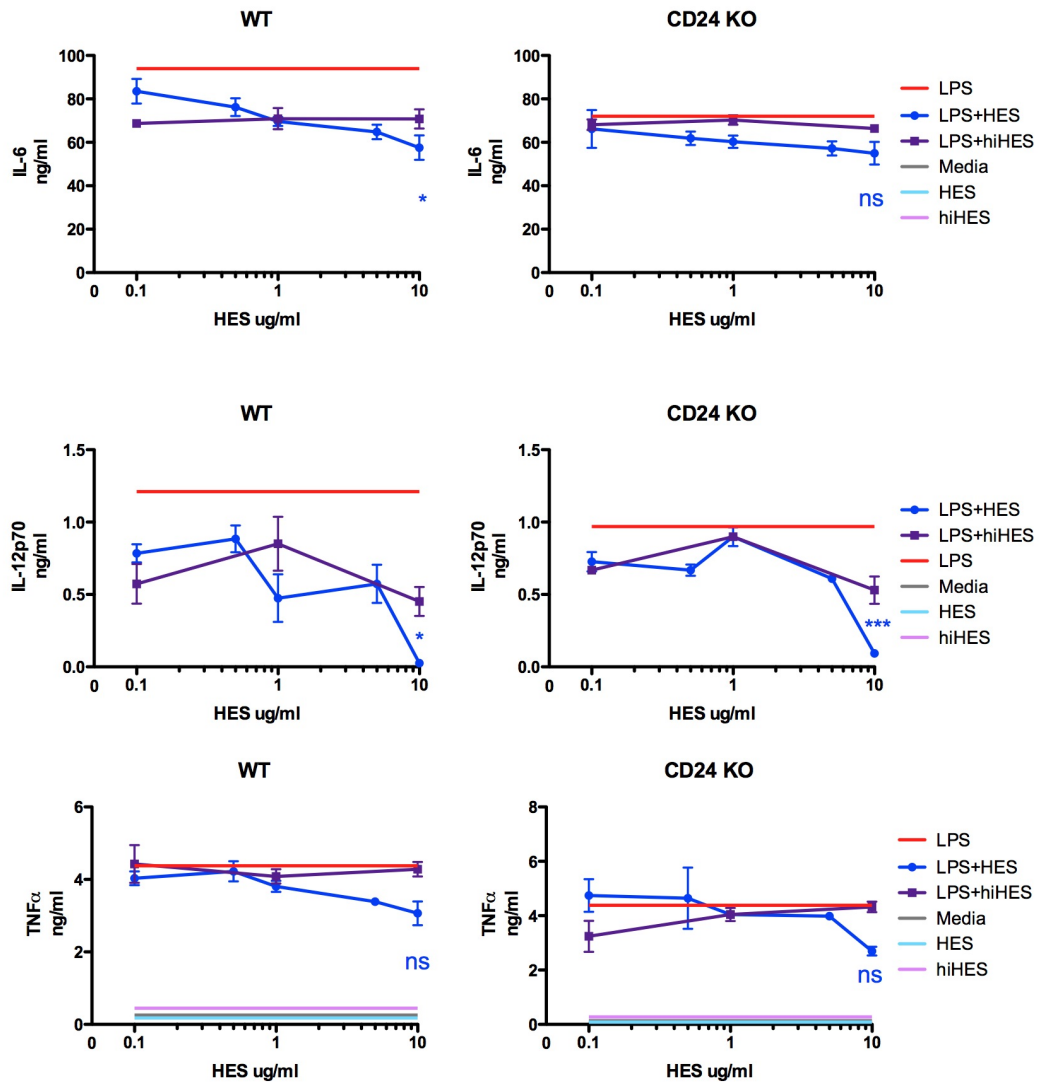 WT
CD24 KO
100
80
60
40
20
0
0
0.1
1
10
IL-6
ng/ml
HES ug/ml
*
100
80
60
40
20
0
0
0.1
1
10
IL-6
ng/ml
HES ug/ml
ns
LPS
LPS+HES
LPS+hiHES
Media
HES
hiHES
WT
CD24 KO
1.5
1.0
0.5
0.0
0
0.1
1
10
IL-12p70
ng/ml
HES ug/ml
*
1.5
1.0
0.5
0.0
0
0.1
1
10
IL-12p70
ng/ml
HES ug/ml
***
LPS+HES
LPS+hiHES
LPS
Media
HES
hiHES
WT
CD24 KO
6
4
2
0
0
0.1
1
10
TNFα
ng/ml
HES ug/ml
ns
8
6
4
2
0
0
0.1
1
10
TNFα
ng/ml
HES ug/ml
ns
LPS
LPS+HES
LPS+hiHES
Media
HES
hiHES